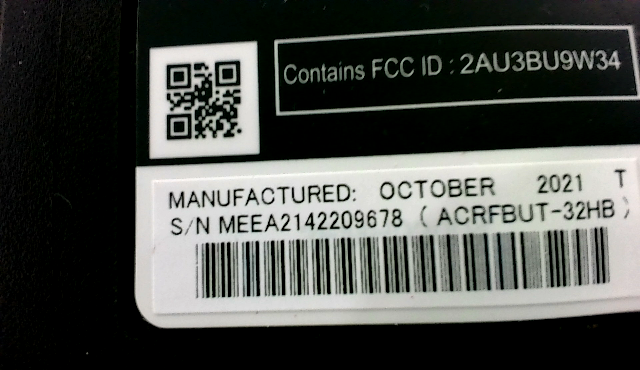 Contains FCC ID : 2AU3BU9W34
MANUFACTURED: OCTOBER 2021 T
S/N MEEA2142209678 ( ACRFBUT-32HB )